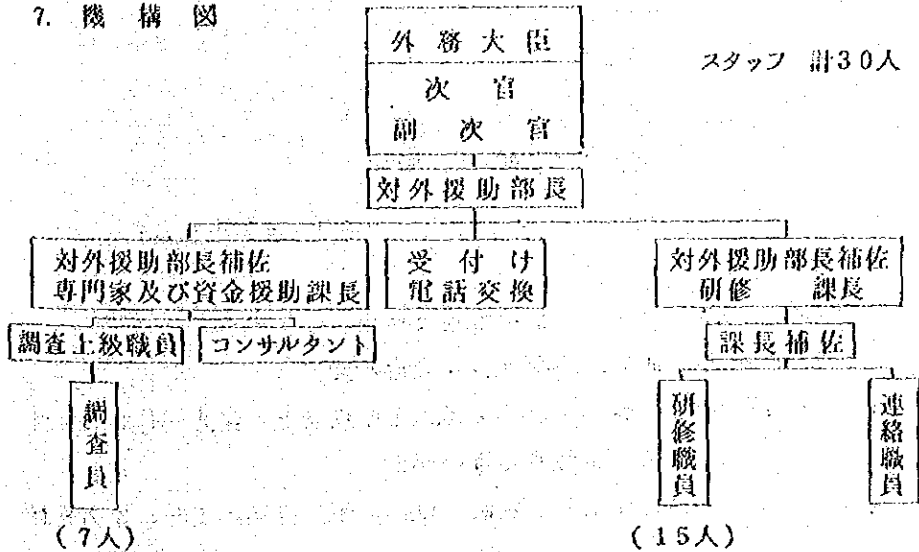 7. 機構図
外務大臣
スタッフ 計30人
次官
副次官
対外援助部長
対外援助部長補佐
専門家及び資金援助課長
受付け
電話交換
対外援助部長補佐
研修 課長
調査上級職員
コンサルタント
課長補佐
調査員
研修職員
連絡職員
(7人)
(15人)